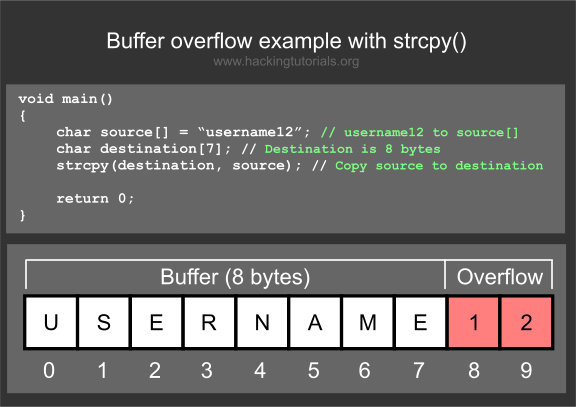 Buffer overflow example with strcpy()
www.hackingtutorials.org
void main()
{
char source[] = “username12”; // username12 to source[]
char destination[7]; // Destination is 8 bytes
strcpy(destination, source); // Copy source to destination
return 0;
}
Buffer (8 bytes) Overflow
U S E R N A M E 1 2
0 1 2 3 4 5 6 7 8 9